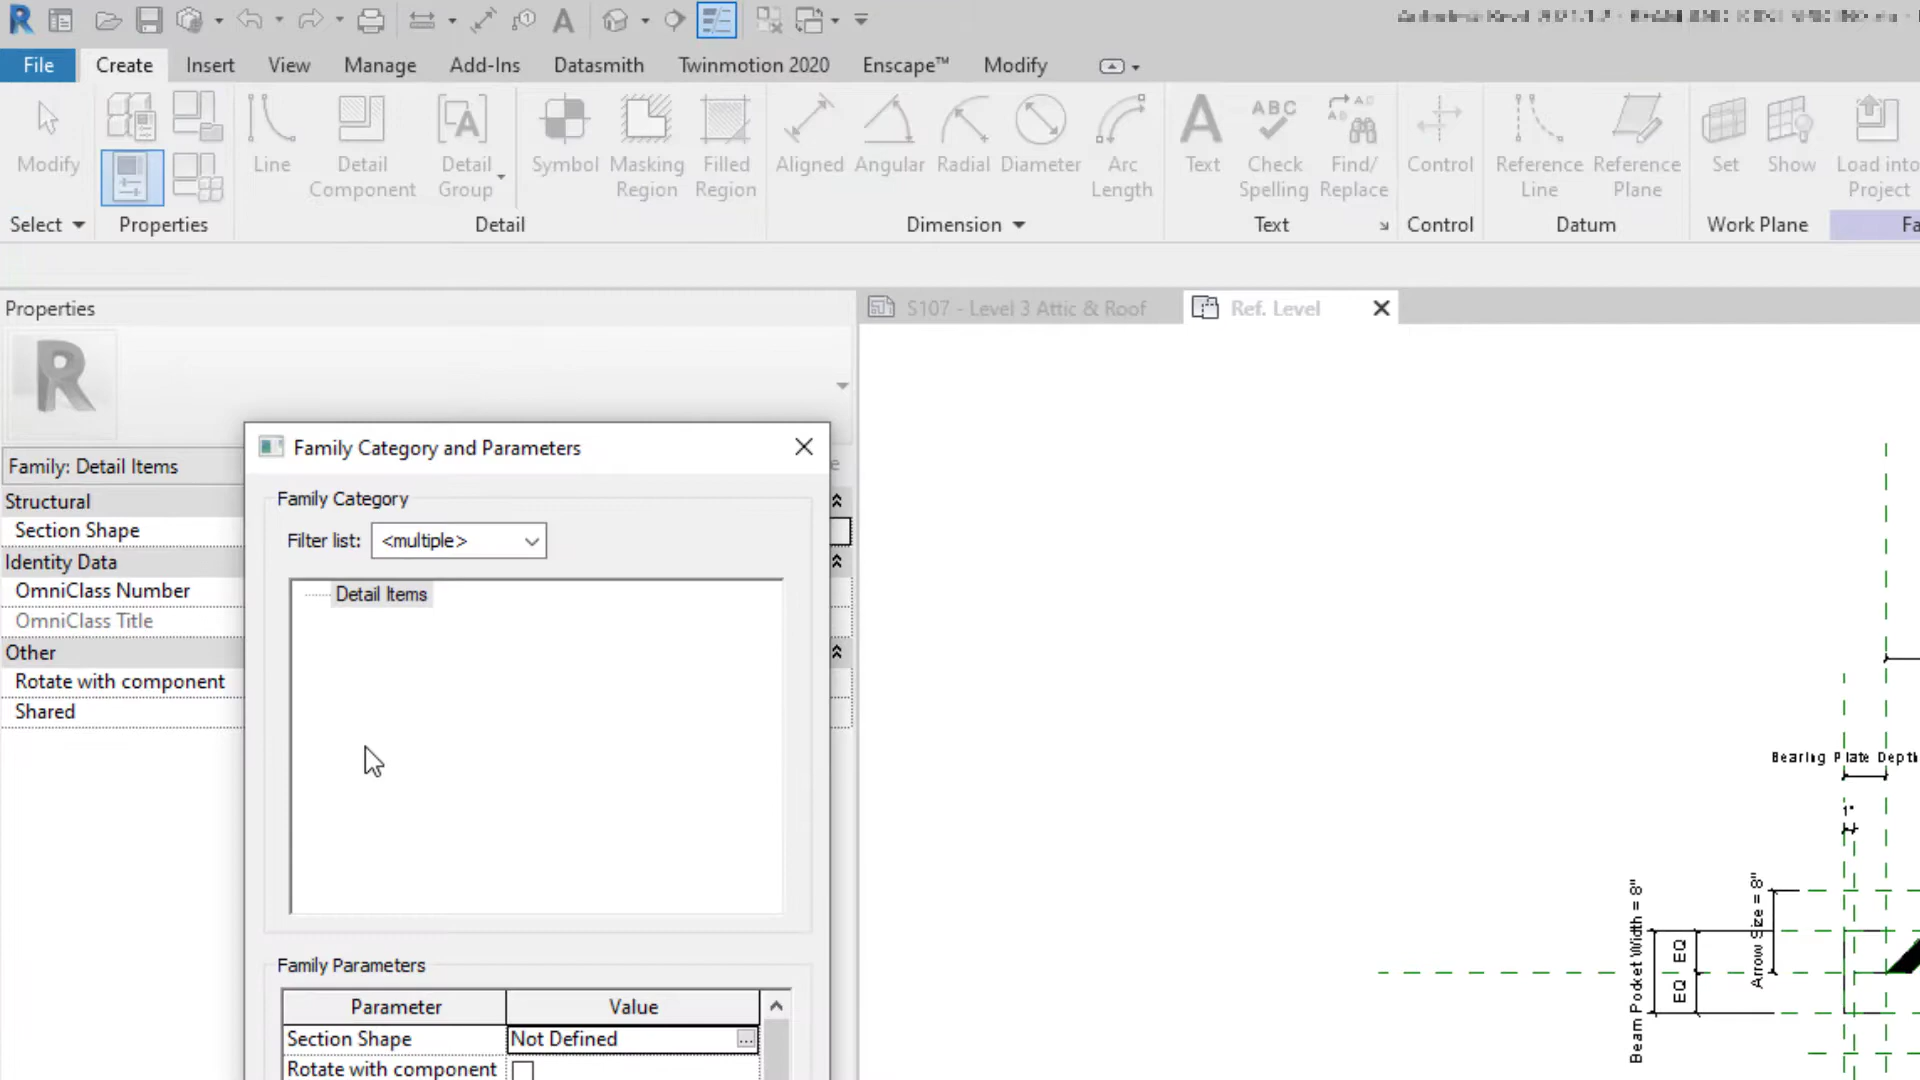 File Create Insert View Manage Add-Ins Datasmith Twinmotion 2020 Enscape™ Modify
Modify Line Detail Component Detail Group Symbol Masking Region Filled Region Aligned Angular Radial Diameter Arc Length Text Check Spelling Find/ Replace Control Reference Line Reference Plane Set Show Load into Project
Select Properties Detail Dimension Text Control Datum Work Plane Fa
Properties
S107 - Level 3 Attic & Roof
Ref. Level
Family: Detail Items
Structural
Section Shape
Identity Data
OmniClass Number
OmniClass Title
Other
Rotate with component
Shared
Family Category and Parameters
Family Category
Filter list: <multiple>
Detail Items
Family Parameters
Parameter Value
Section Shape Not Defined
Rotate with component
Bearing Plate Depth
1"
Beam Pocket Width = 8"
EQ EQ
Arrow Size = 8"